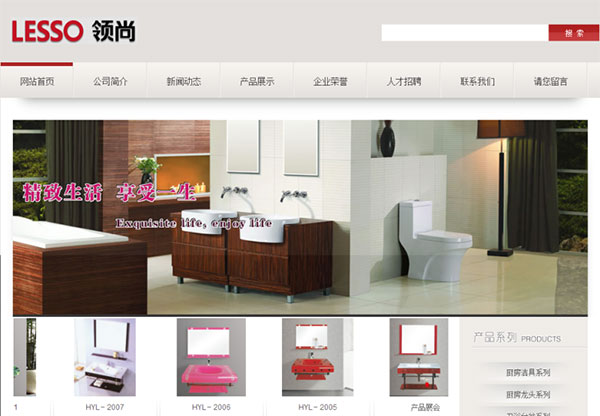 LESSO 领尚
搜 索
网站首页 公司简介 新闻动态 产品展示 企业荣誉 人才招聘 联系我们 请您留言
精致生活 享受一生
Exquisite life, enjoy life
产品系列 PRODUCTS
厨房洁具系列
厨房龙头系列
1 HYL－2007 HYL－2006 HYL－2005 产品展会